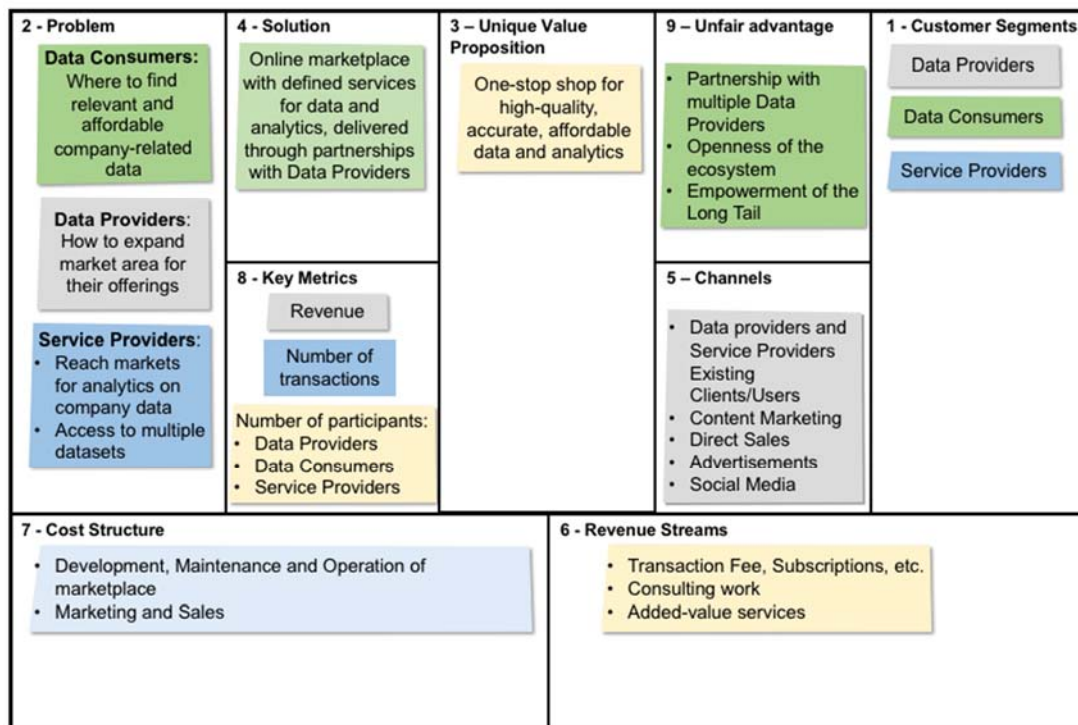 2 - Problem
Data Consumers:
Where to find
relevant and
affordable
company-related
data
Data Providers:
How to expand
market area for
their offerings
Service Providers:
• Reach markets
for analytics on
company data
• Access to multiple
datasets
4 - Solution
Online marketplace
with defined services
for data and
analytics, delivered
through partnerships
with Data Providers
8 - Key Metrics
Revenue
Number of
transactions
Number of participants:
• Data Providers
• Data Consumers
• Service Providers
3 – Unique Value
Proposition
One-stop shop for
high-quality,
accurate, affordable
data and analytics
9 - Unfair advantage
• Partnership with
multiple Data
Providers
• Openness of the
ecosystem
• Empowerment of the
Long Tail
5 – Channels
• Data providers and
Service Providers
Existing
Clients/Users
• Content Marketing
• Direct Sales
• Advertisements
• Social Media
1 - Customer Segments
Data Providers
Data Consumers
Service Providers
7 - Cost Structure
• Development, Maintenance and Operation of
marketplace
• Marketing and Sales
6 - Revenue Streams
• Transaction Fee, Subscriptions, etc.
• Consulting work
• Added-value services